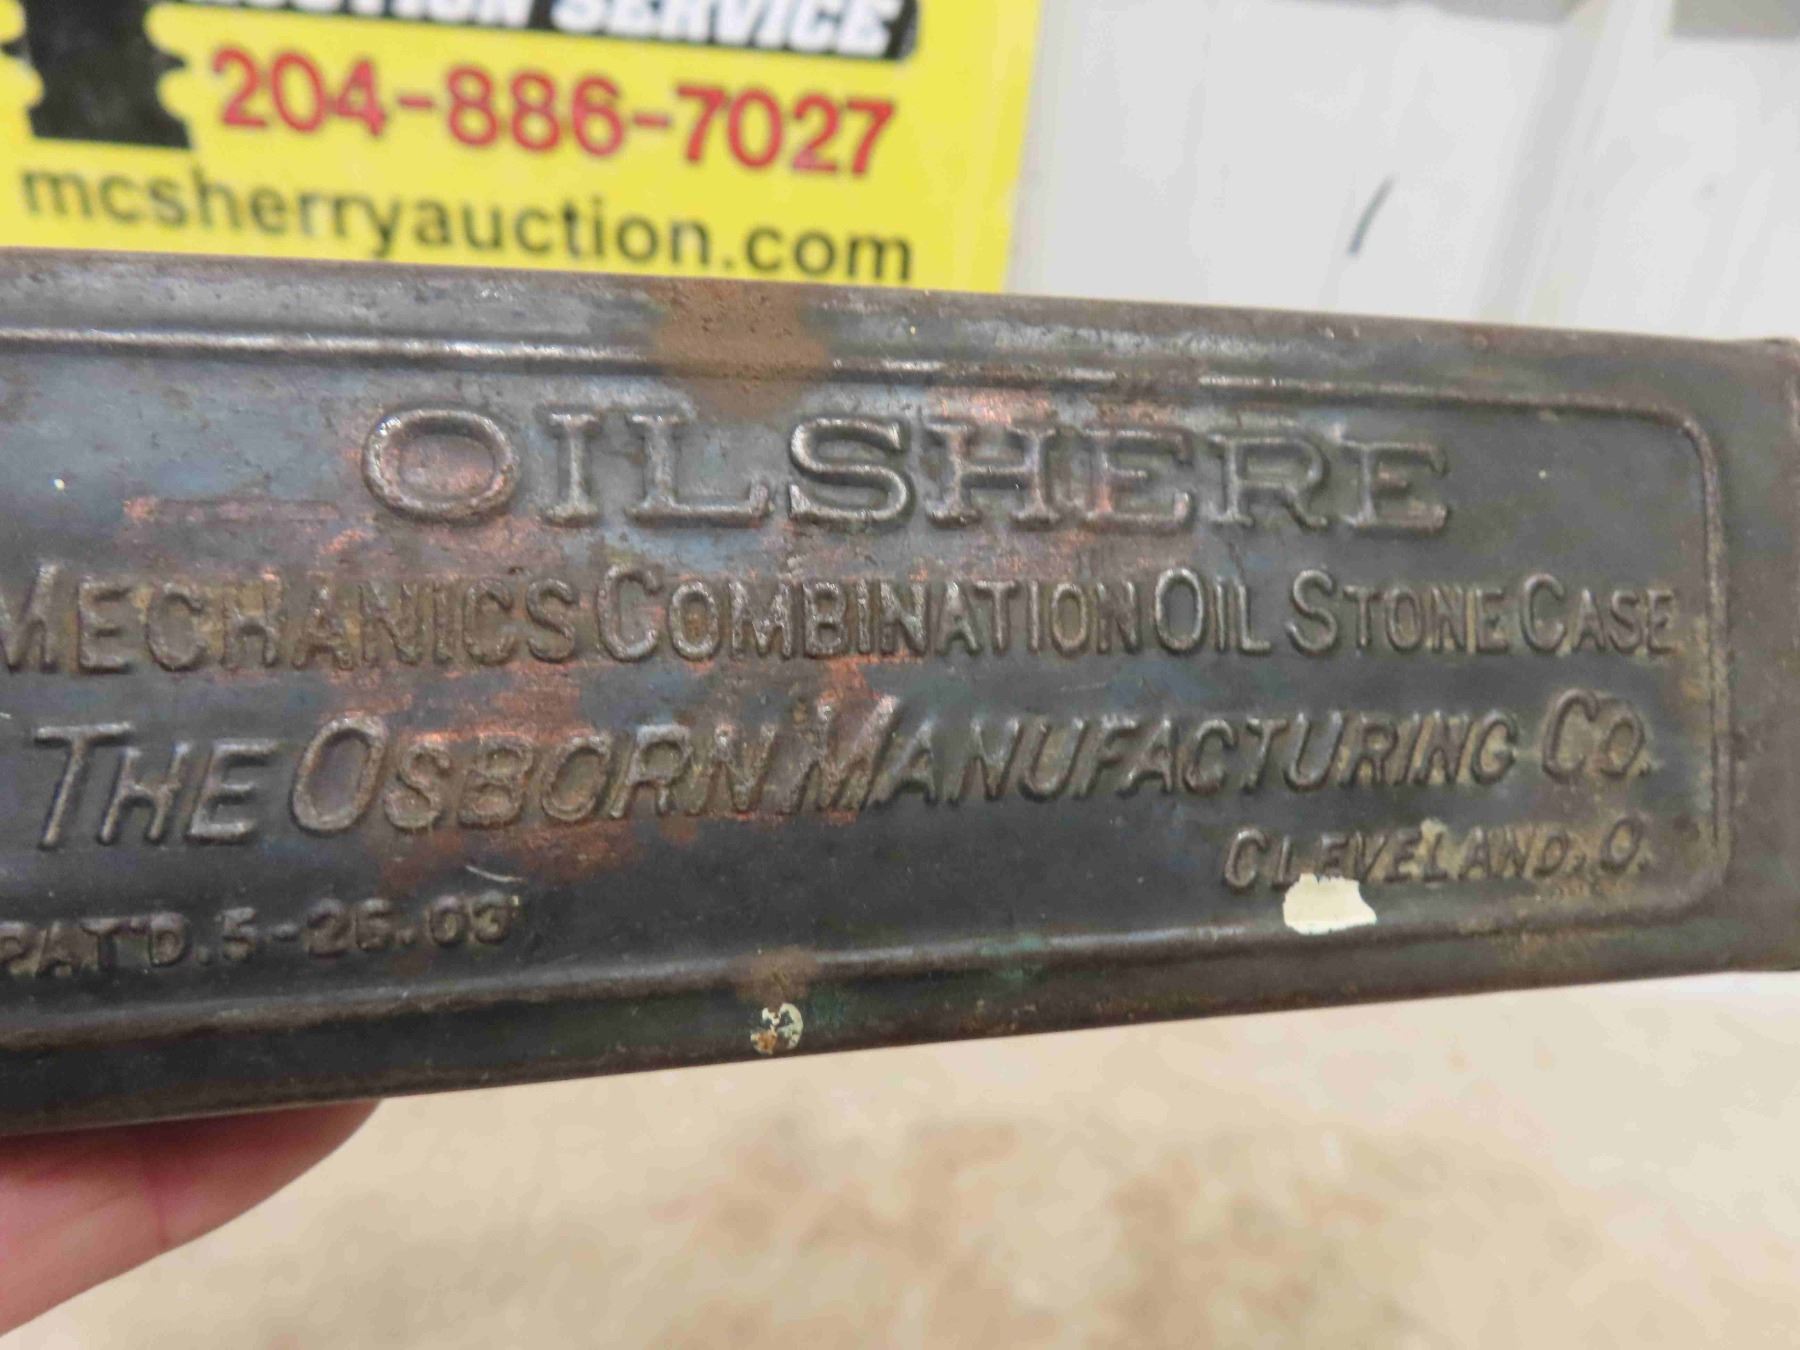 AUCTION SERVICE
204-886-7027
mcsherryauction.com
OILSHERE
MECHANICS COMBINATION OIL STONE CASE
THE OSBORN MANUFACTURING CO.
CLEVELAND, O.
PAT'D. 5-26-03